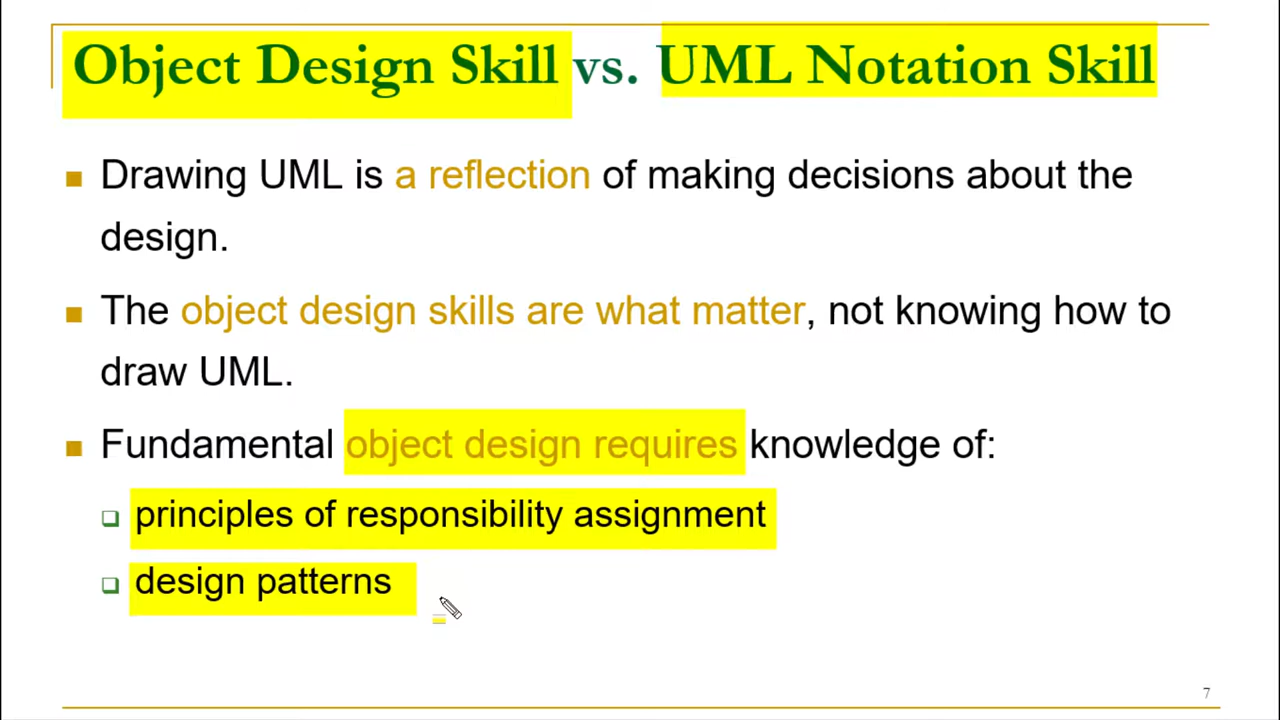 Object Design Skill vs. UML Notation Skill
Drawing UML is a reflection of making decisions about the
design.
The object design skills are what matter, not knowing how to
draw UML.
Fundamental object design requires knowledge of:
principles of responsibility assignment
design patterns
7